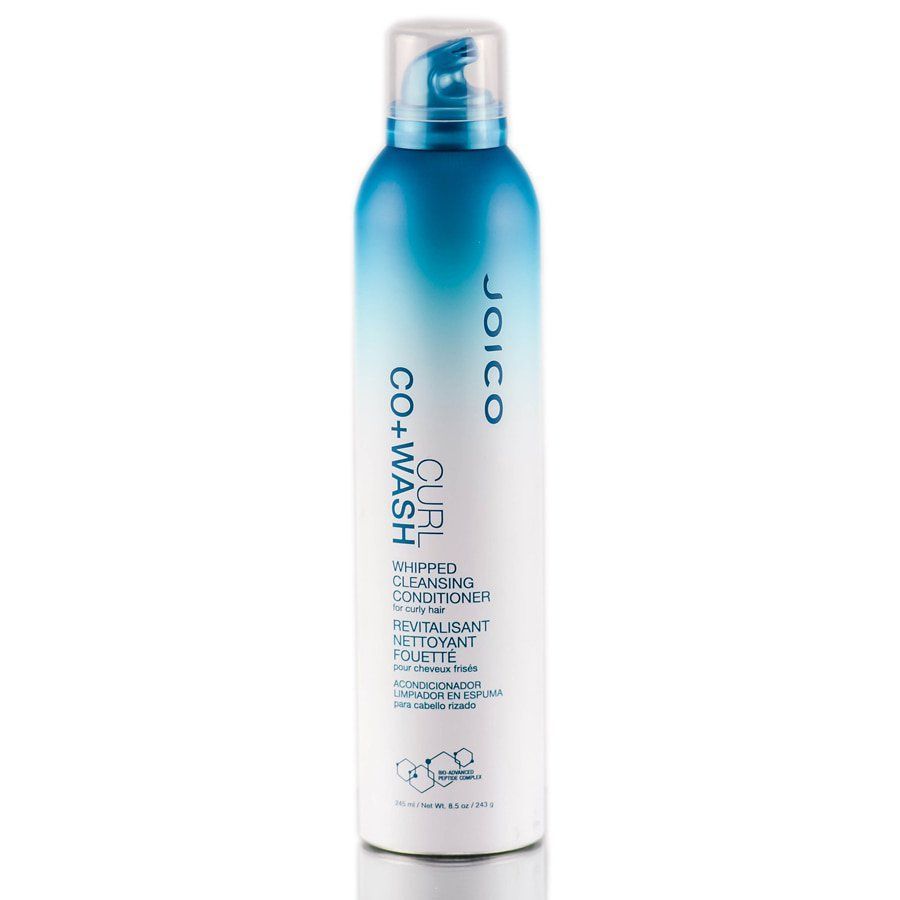 JOICO
CURL
CO+WASH
WHIPPED
CLEANSING
CONDITIONER
for curly hair
REVITALISANT
NETTOYANT
FOUETTÉ
pour cheveux frisés
ACONDICIONADOR
LIMPIADOR EN ESPUMA
para cabello rizado
BIO-ADVANCED
PEPTIDE COMPLEX
245 ml / Net Wt. 8.5 oz / 243 g